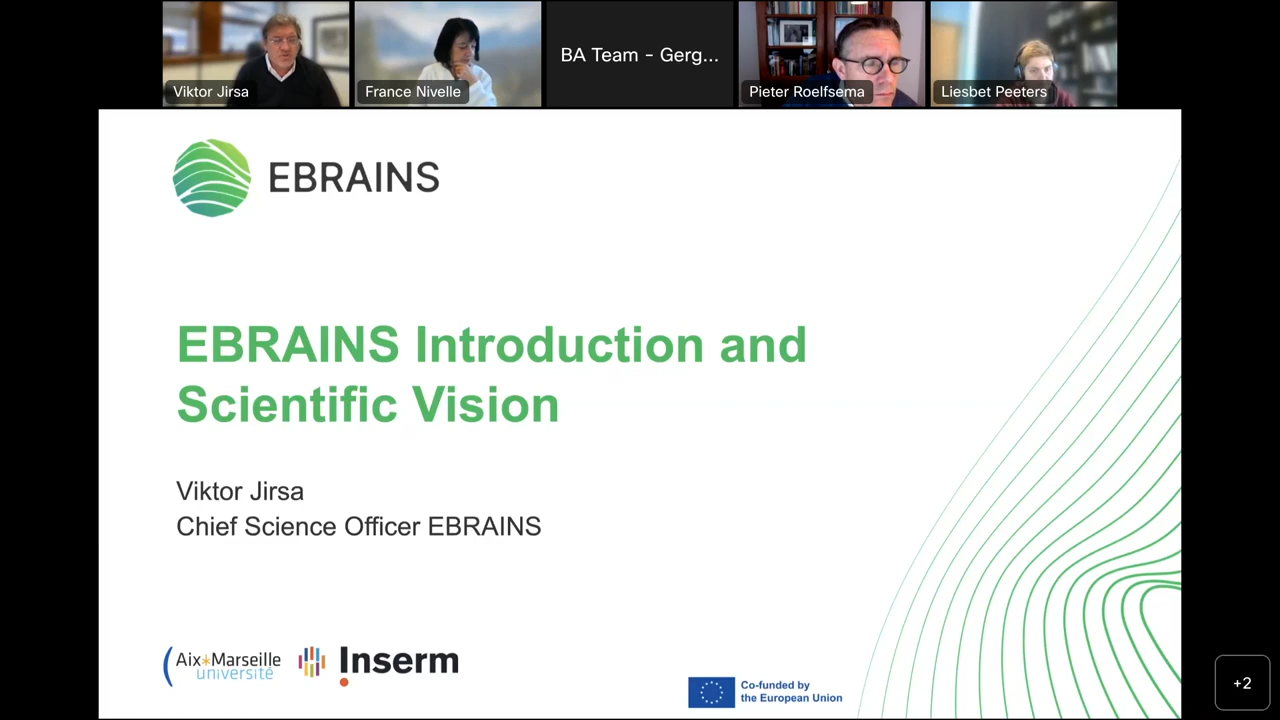 Viktor Jirsa
France Nivelle
BA Team - Gerg...
Pieter Roelfsema
Liesbet Peeters
EBRAINS
EBRAINS Introduction and
Scientific Vision
Viktor Jirsa
Chief Science Officer EBRAINS
Aix*Marseille
université
Inserm
Co-funded by
the European Union
+2